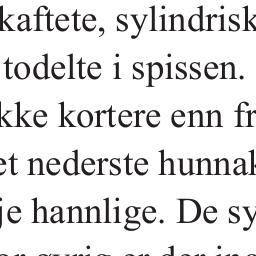 kaftete, sylindrisk
todelte i spissen.
kke kortere enn fr
et nederste hunnak
je hannlige. De sy